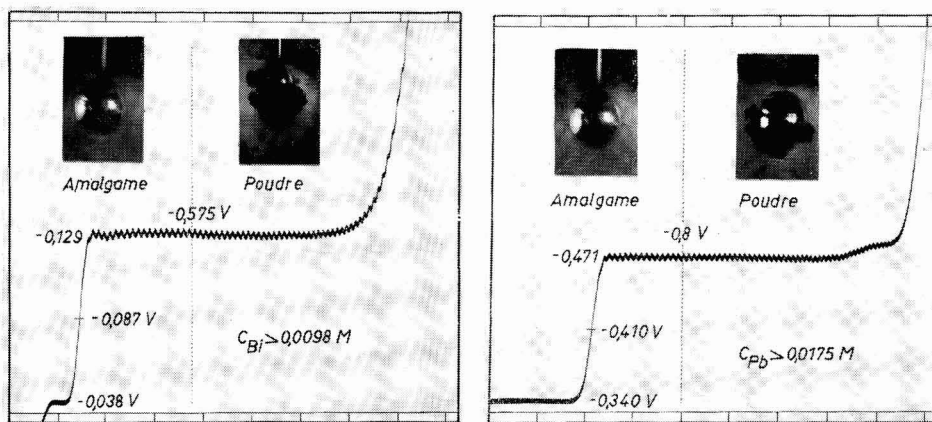 Amalgame
Poudre
-0,575 V
-0,129
-0,087 V
C_Bi > 0,0098 M
-0,038 V
Amalgame
Poudre
-0,8 V
-0,471
-0,410 V
C_Pb > 0,0175 M
-0,340 V